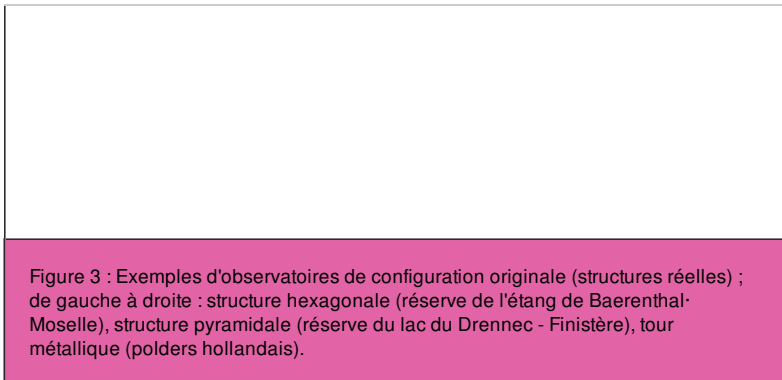 Figure 3 : Exemples d'observatoires de configuration originale (structures réelles) ;
de gauche à droite : structure hexagonale (réserve de l'étang de Baerenthal·
Moselle), structure pyramidale (réserve du lac du Drennec - Finistère), tour
métallique (polders hollandais).